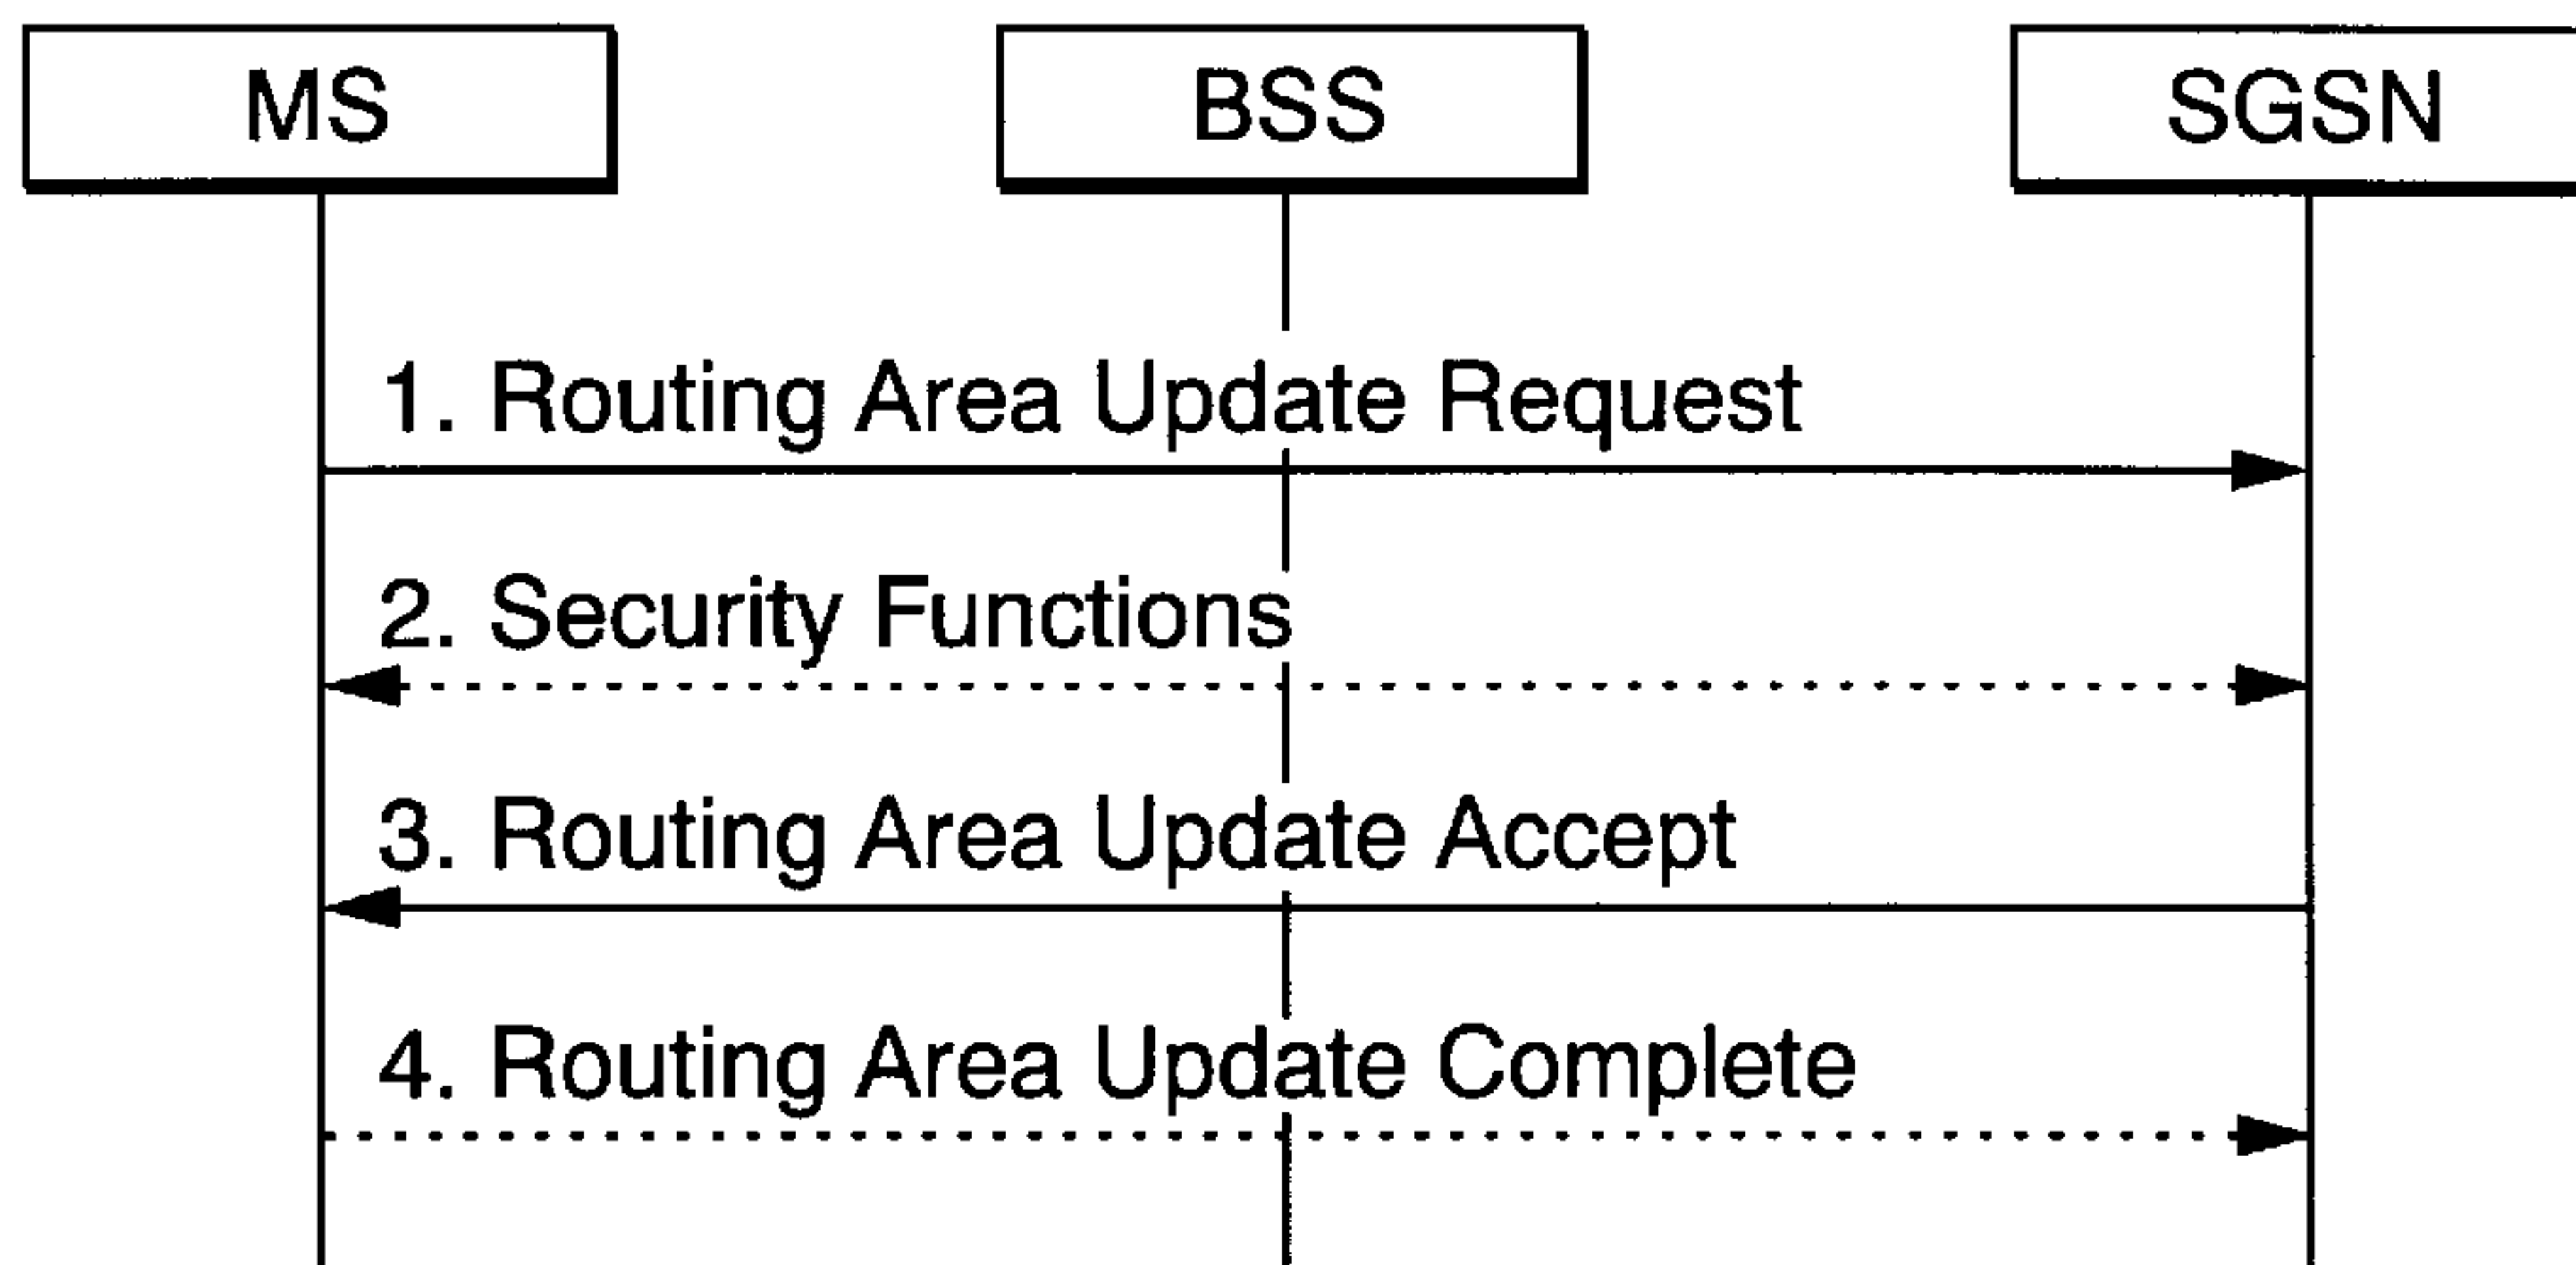 MS
BSS
SGSN
1. Routing Area Update Request
2. Security Functions
3. Routing Area Update Accept
4. Routing Area Update Complete